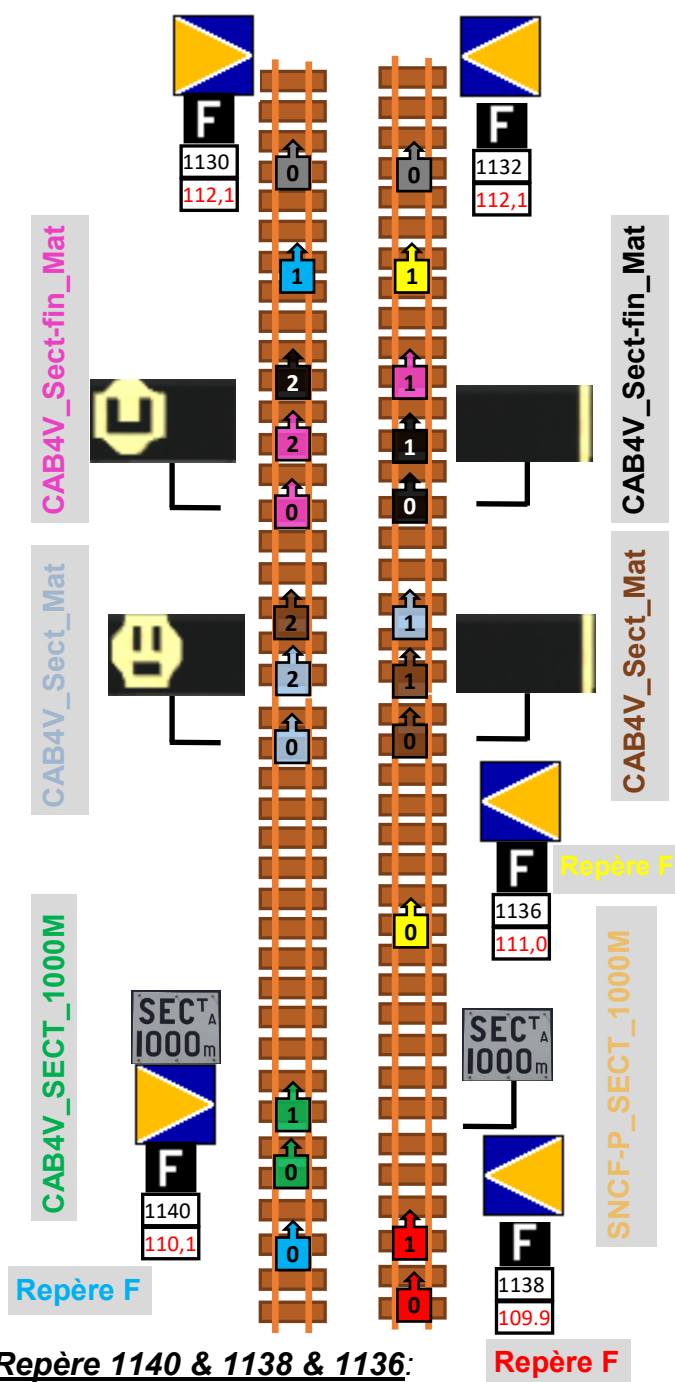 F
1130
112,1
0
0
F
1132
112,1
1
1
CAB4V_Sect-fin_Mat
2
1
CAB4V_Sect-fin_Mat
2
1
0
0
CAB4V_Sect_Mat
2
1
CAB4V_Sect_Mat
2
1
0
0
F
Repère F
1136
111,0
0
CAB4V_SECT_1000M
SNCF-P_SECT_1000M
SECTA
1000m
SECTA
1000m
1
0
F
1140
110,1
F
1138
109.9
0
1
0
Repère F
Repère 1140 & 1138 & 1136:
Repère F